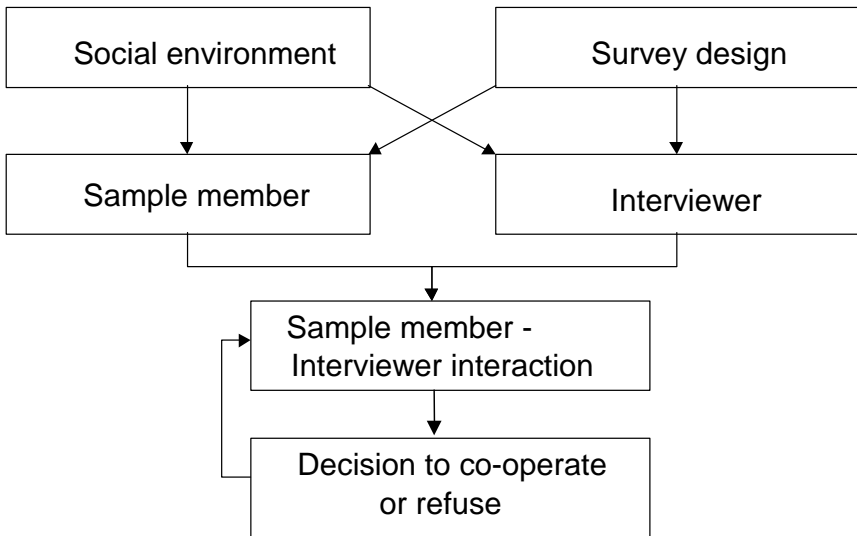 Social environment
Survey design
Sample member
Interviewer
Sample member -
Interviewer interaction
Decision to co-operate
or refuse